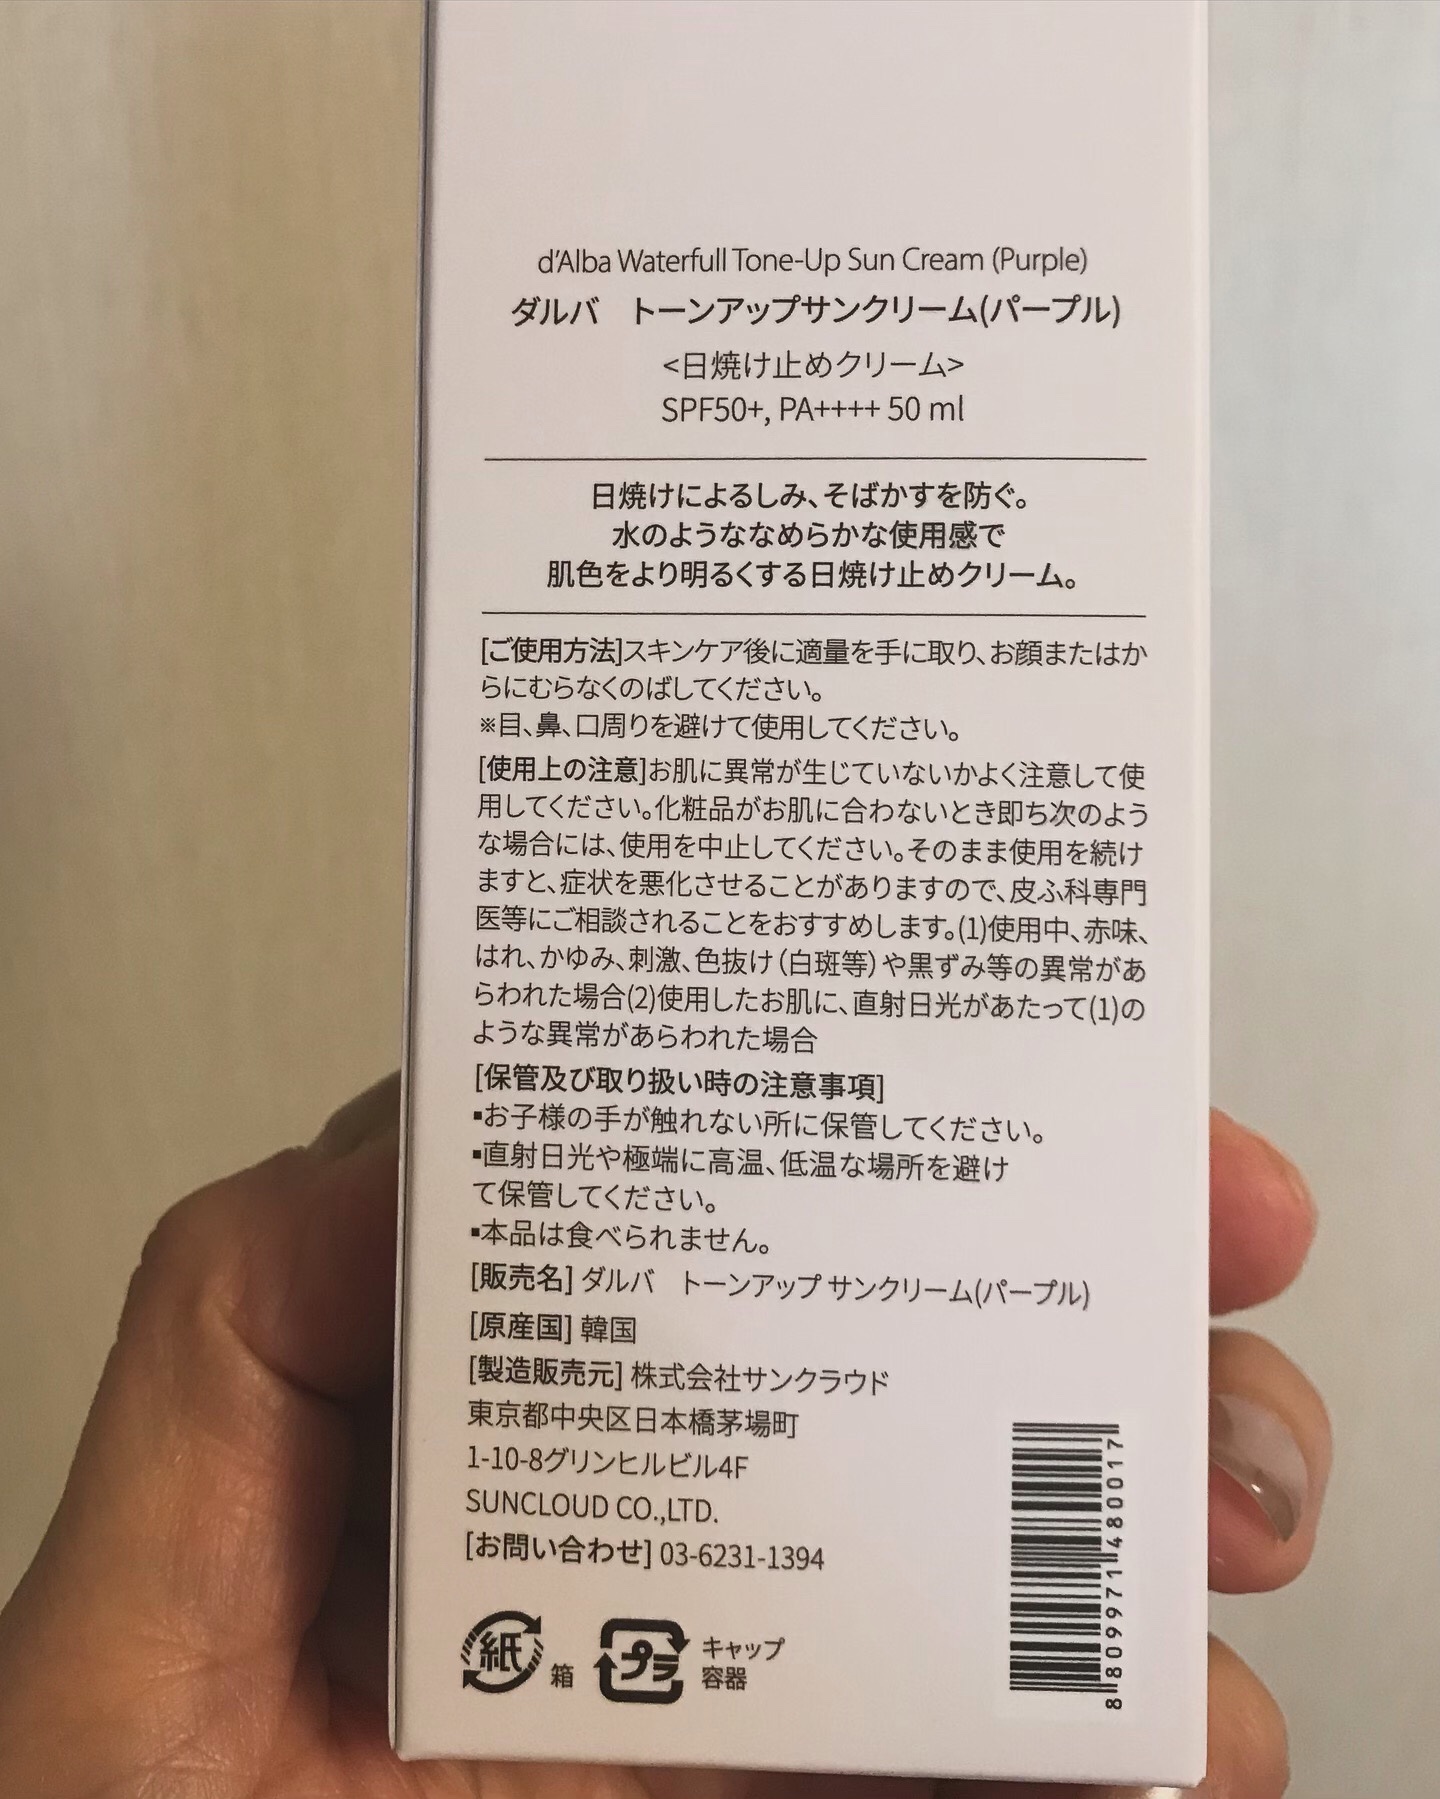 d'Alba Waterfull Tone-Up Sun Cream (Purple)
ダルバ　トーンアップサンクリーム(パープル)
<日焼け止めクリーム>
SPF50+, PA++++ 50 ml
日焼けによるしみ、そばかすを防ぐ。
水のようななめらかな使用感で
肌色をより明るくする日焼け止めクリーム。
[ご使用方法]スキンケア後に適量を手に取り、お顔またはか
らにむらなくのばしてください。
※目、鼻、口周りを避けて使用してください。
[使用上の注意]お肌に異常が生じていないかよく注意して使
用してください。化粧品がお肌に合わないとき即ち次のよう
な場合には、使用を中止してください。そのまま使用を続け
ますと、症状を悪化させることがありますので、皮ふ科専門
医等にご相談されることをおすすめします。(1)使用中、赤味、
はれ、かゆみ、刺激、色抜け（白斑等）や黒ずみ等の異常があ
らわれた場合(2)使用したお肌に、直射日光があたって(1)の
ような異常があらわれた場合
[保管及び取り扱い時の注意事項]
▪お子様の手が触れない所に保管してください。
▪直射日光や極端に高温、低温な場所を避け
て保管してください。
▪本品は食べられません。
[販売名] ダルバ　トーンアップ サンクリーム(パープル)
[原産国] 韓国
[製造販売元] 株式会社サンクラウド
東京都中央区日本橋茅場町
1-10-8グリンヒルビル4F
SUNCLOUD CO.,LTD.
[お問い合わせ] 03-6231-1394
紙 箱 プラ キャップ
容器
8 809971 480017